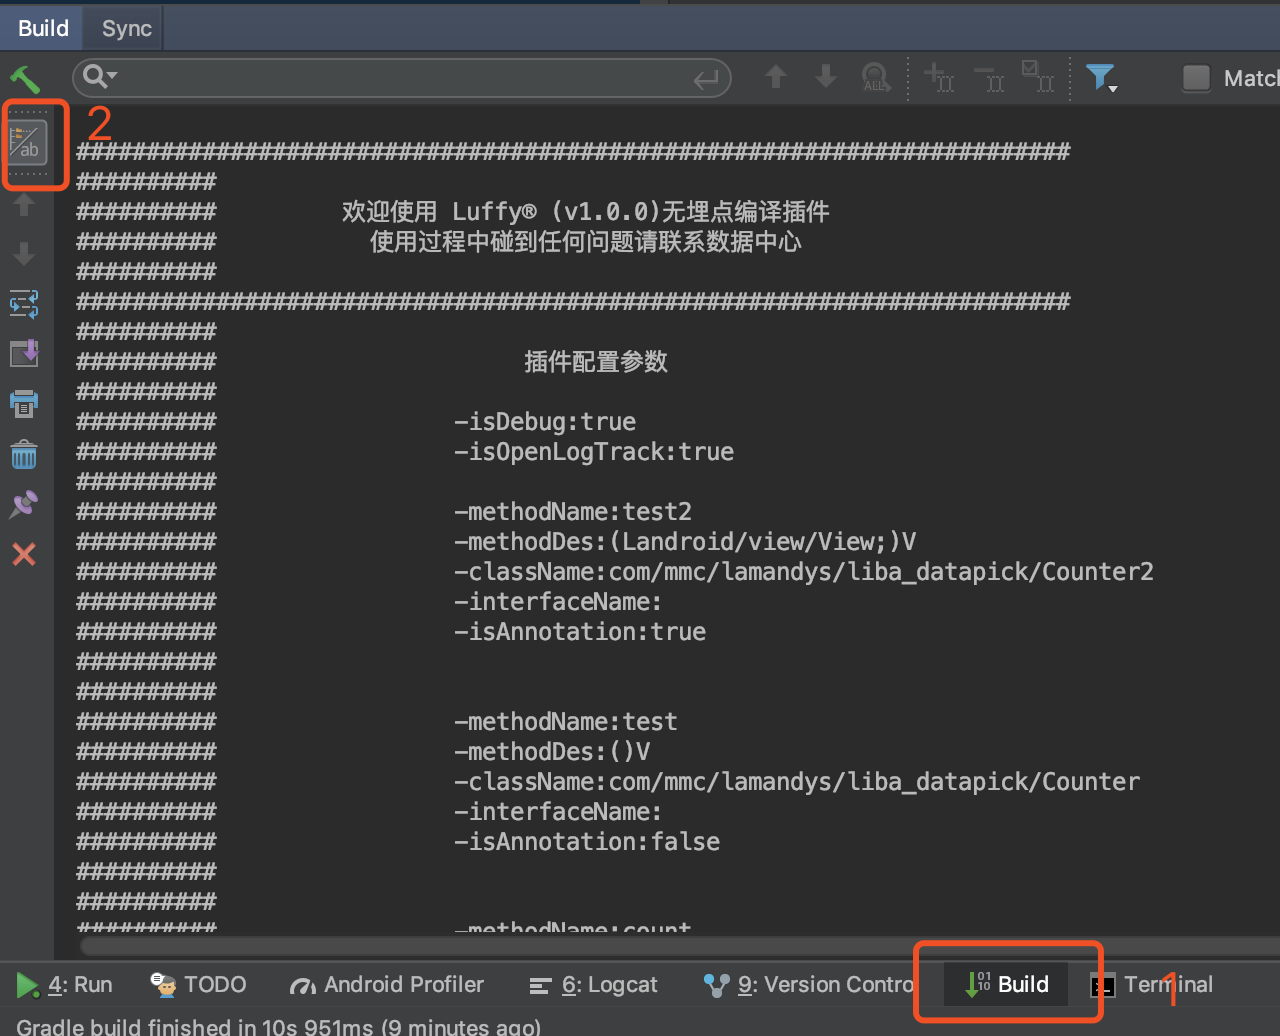 Build Sync
Matc
2
ALL
ab
#######################################################################
##########
########## 欢迎使用 Luffy® (v1.0.0)无埋点编译插件
########## 使用过程中碰到任何问题请联系数据中心
##########
#######################################################################
##########
########## 插件配置参数
##########
########## -isDebug:true
########## -isOpenLogTrack:true
##########
########## -methodName:test2
########## -methodDes:(Landroid/view/View;)V
########## -className:com/mmc/lamandys/liba_datapick/Counter2
########## -interfaceName:
########## -isAnnotation:true
##########
##########
########## -methodName:test
########## -methodDes:()V
########## -className:com/mmc/lamandys/liba_datapick/Counter
########## -interfaceName:
########## -isAnnotation:false
##########
##########
########## -methodName:count
4: Run TODO Android Profiler 6: Logcat 9: Version Contro Build Terminal
1
Gradle build finished in 10s 951ms (9 minutes ago)